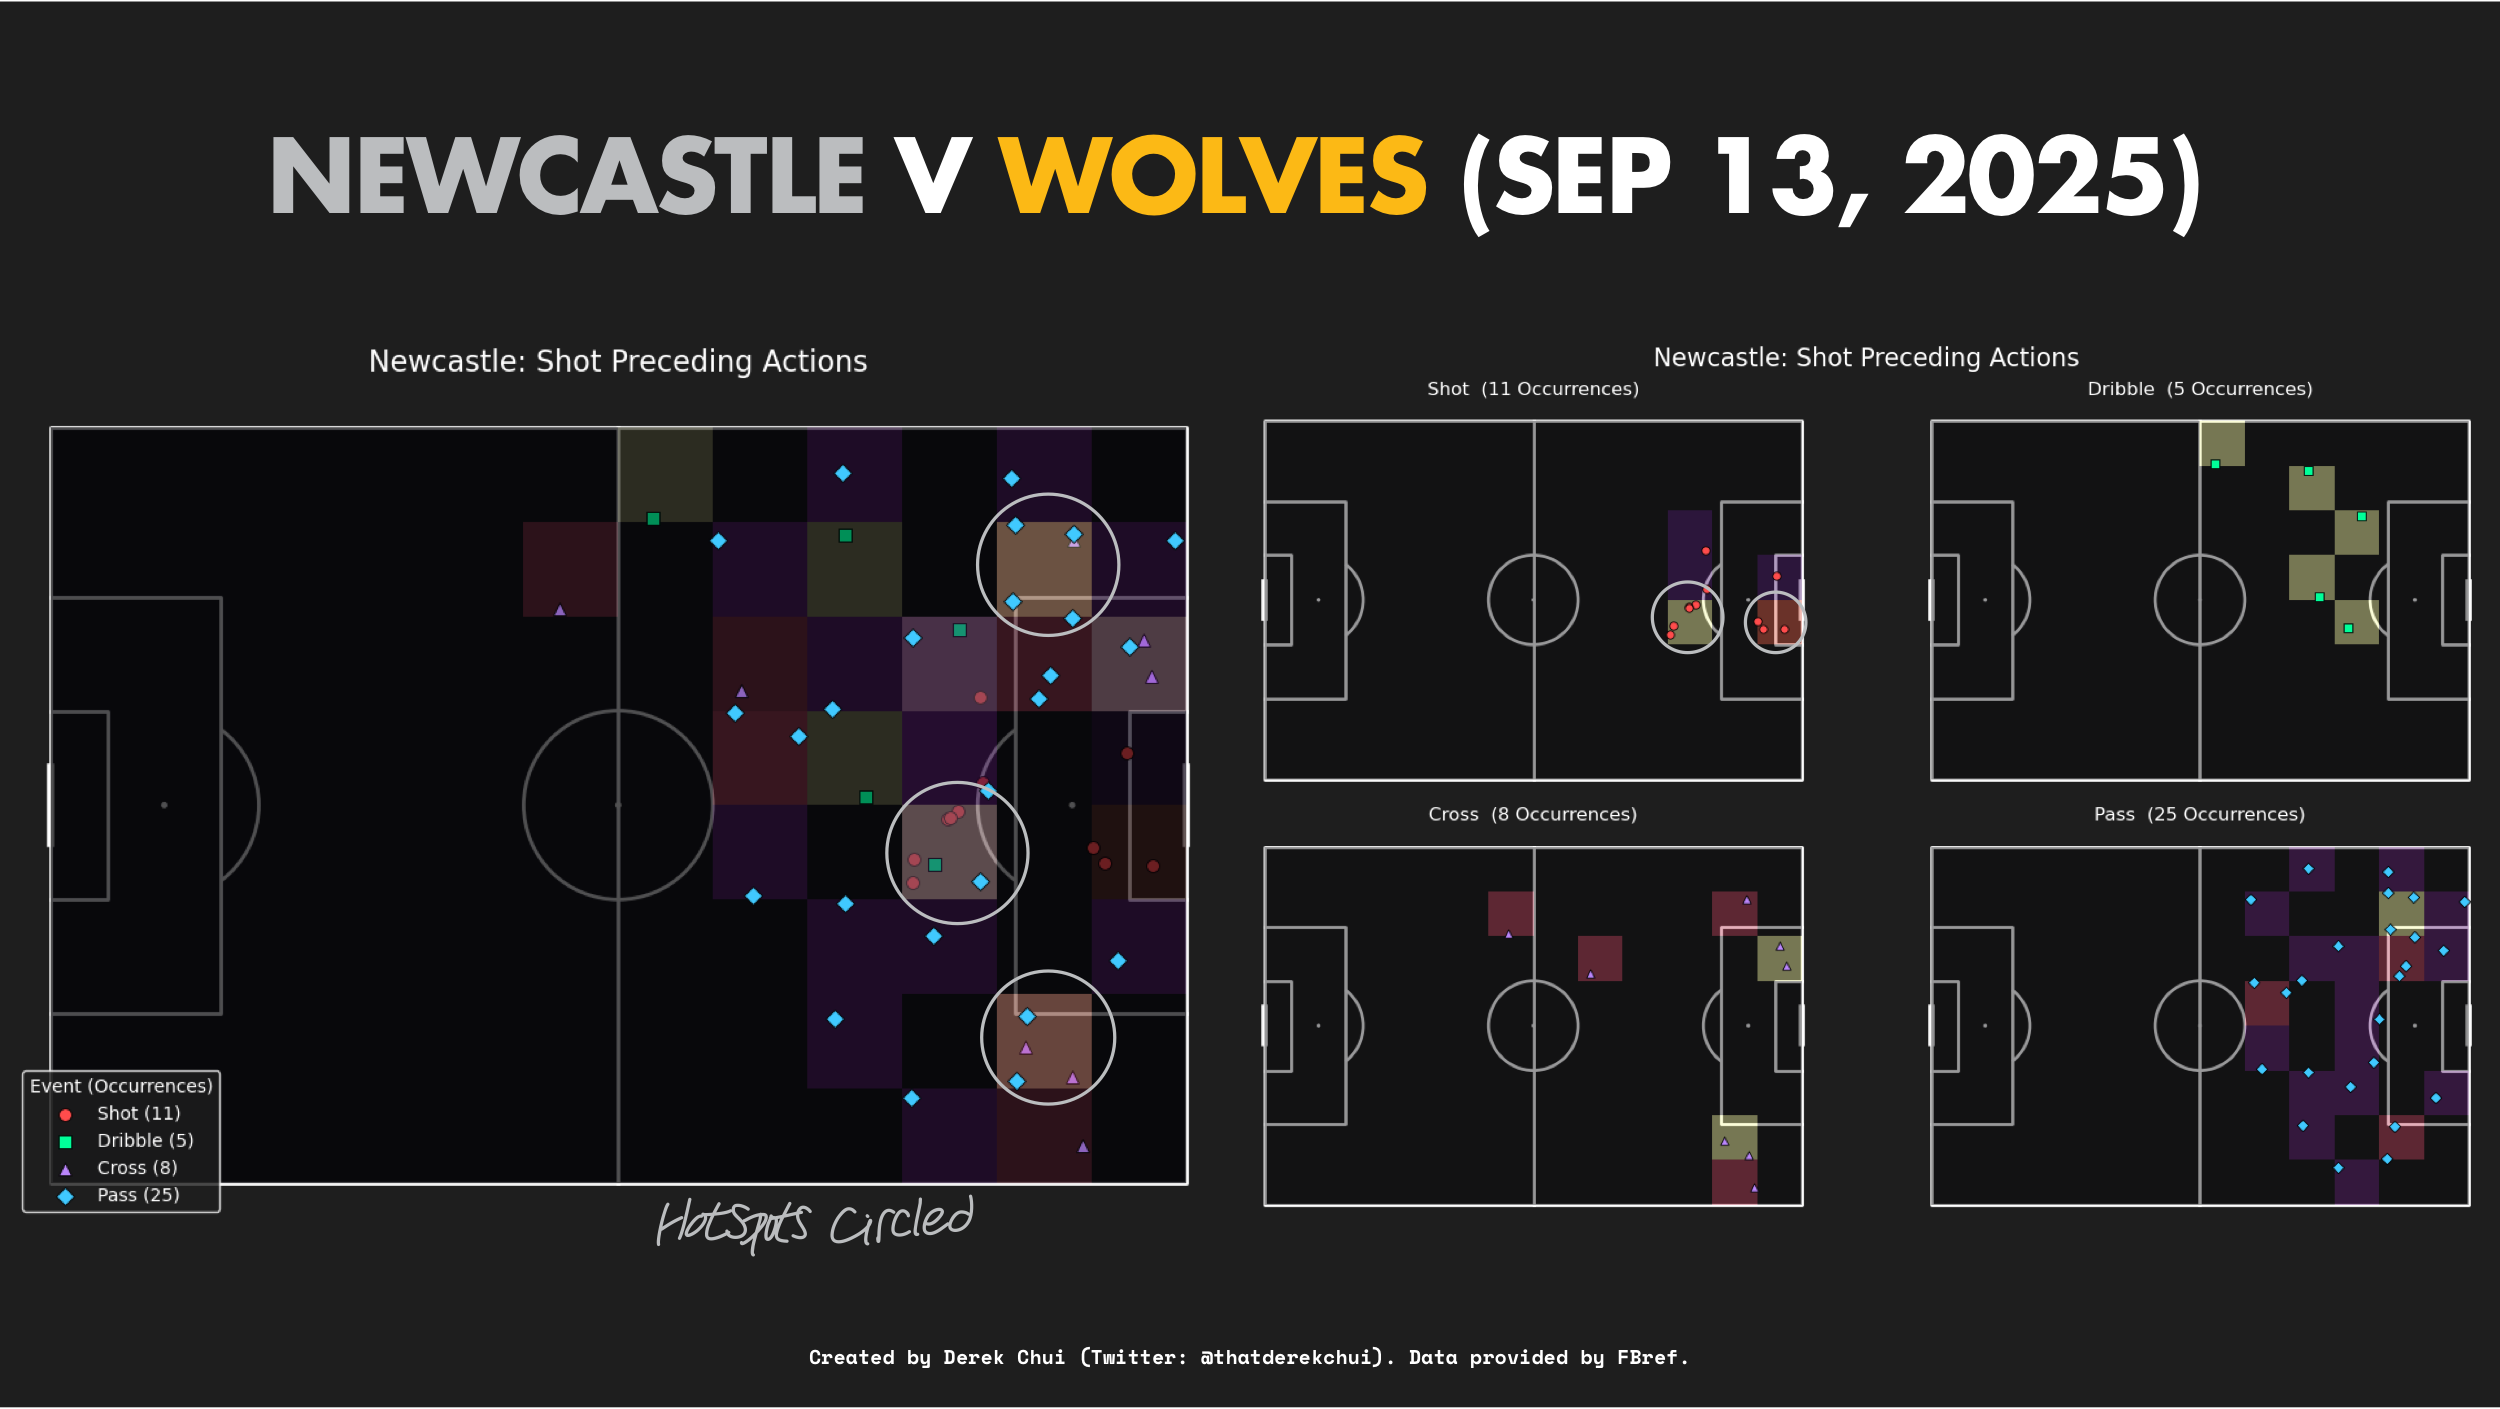 NEWCASTLE V WOLVES (SEP 13, 2025)
Newcastle: Shot Preceding Actions
Event (Occurrences)
Shot (11)
Dribble (5)
Cross (8)
Pass (25)
Hotspots Circled
Newcastle: Shot Preceding Actions
Shot (11 Occurrences)
Dribble (5 Occurrences)
Cross (8 Occurrences)
Pass (25 Occurrences)
Created by Derek Chui (Twitter: @thatderekchui). Data provided by FBref.